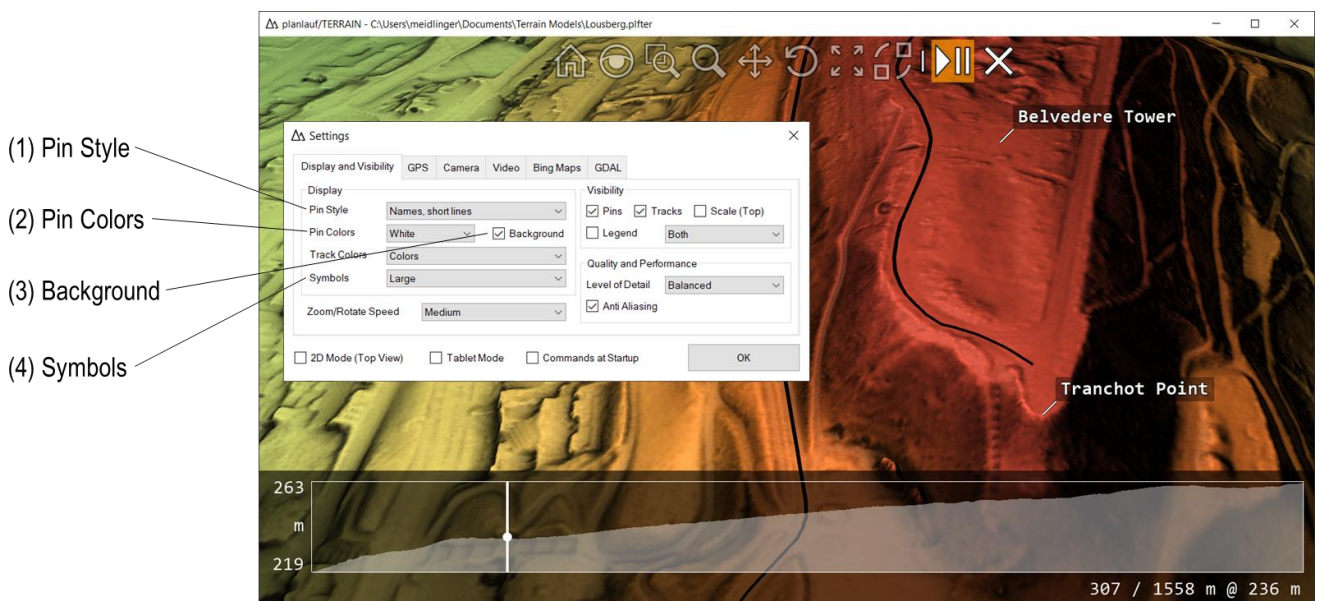 planlauf/TERRAIN - C:\Users\meidlinger\Documents\Terrain Models\Lousberg.plfter
Belvedere Tower
Settings
Display and Visibility GPS Camera Video Bing Maps GDAL
Display
Visibility
(1) Pin Style
Pin Style Names, short lines
Pins Tracks Scale (Top)
(2) Pin Colors
Pin Colors White Background
Legend Both
Track Colors Colors
Quality and Performance
(3) Background
Symbols Large
Level of Detail Balanced
Anti Aliasing
Zoom/Rotate Speed Medium
(4) Symbols
2D Mode (Top View) Tablet Mode Commands at Startup OK
Tranchot Point
263
m
219
307 / 1558 m @ 236 m